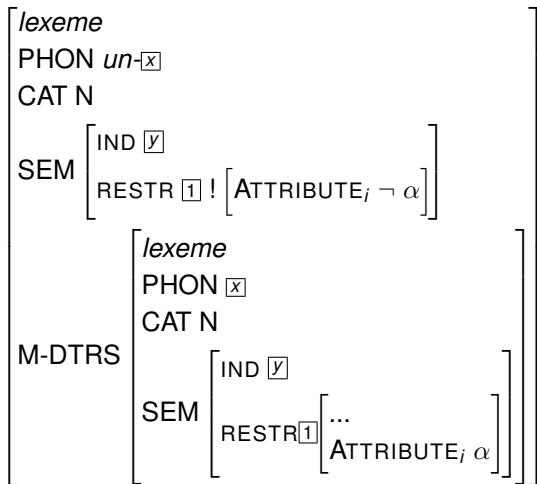 lexeme
PHON un-x
CAT N
SEM
IND y
RESTR 1 ! [ATTRIBUTEi ¬ α]
M-DTRS
lexeme
PHON x
CAT N
SEM
IND y
RESTR 1
...
ATTRIBUTEi α